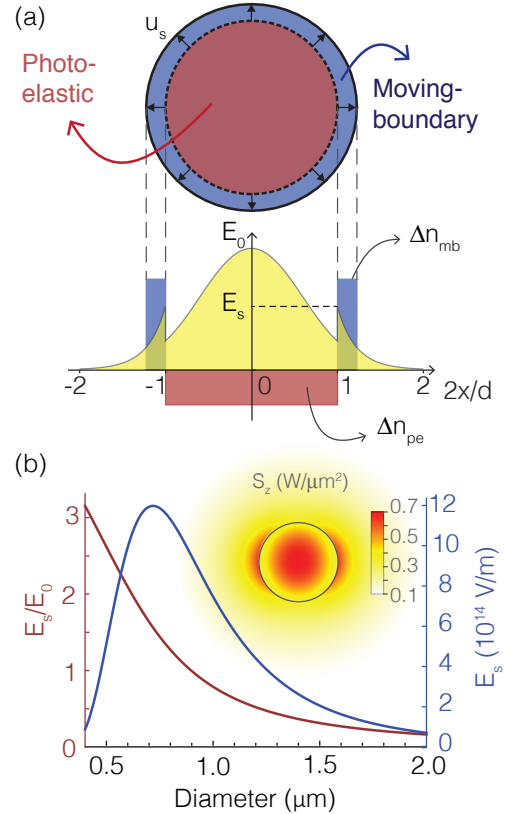 (a)
u_s
Photo-
elastic
Moving-
boundary
E_0
Δn_mb
E_s
-2 -1 0 1 2 2x/d
Δn_pe
(b)
S_z (W/μm²)
0.7
0.5
0.3
0.1
3
2
1
0
E_s/E_0
12
10
8
6
4
2
0
E_s (10¹⁴ V/m)
0.5 1.0 1.5 2.0
Diameter (μm)